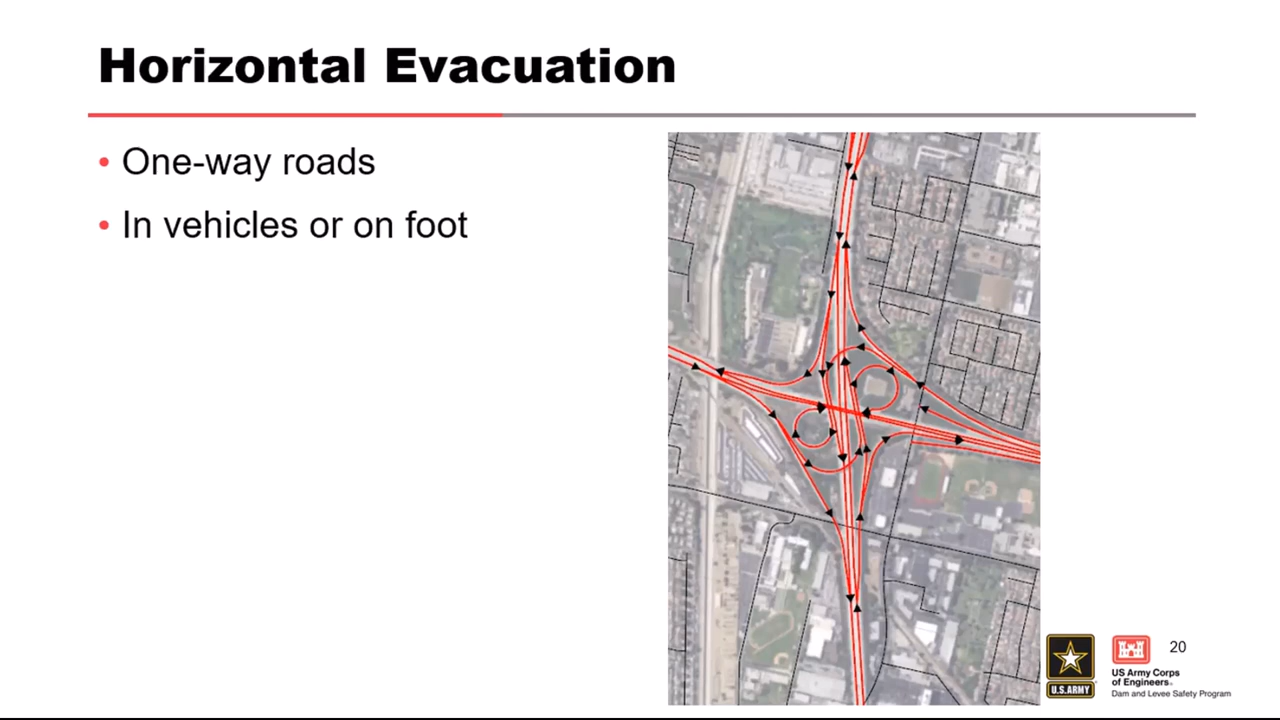 Horizontal Evacuation
• One-way roads
• In vehicles or on foot
20
U.S.ARMY
US Army Corps
of Engineers®
Dam and Levee Safety Program